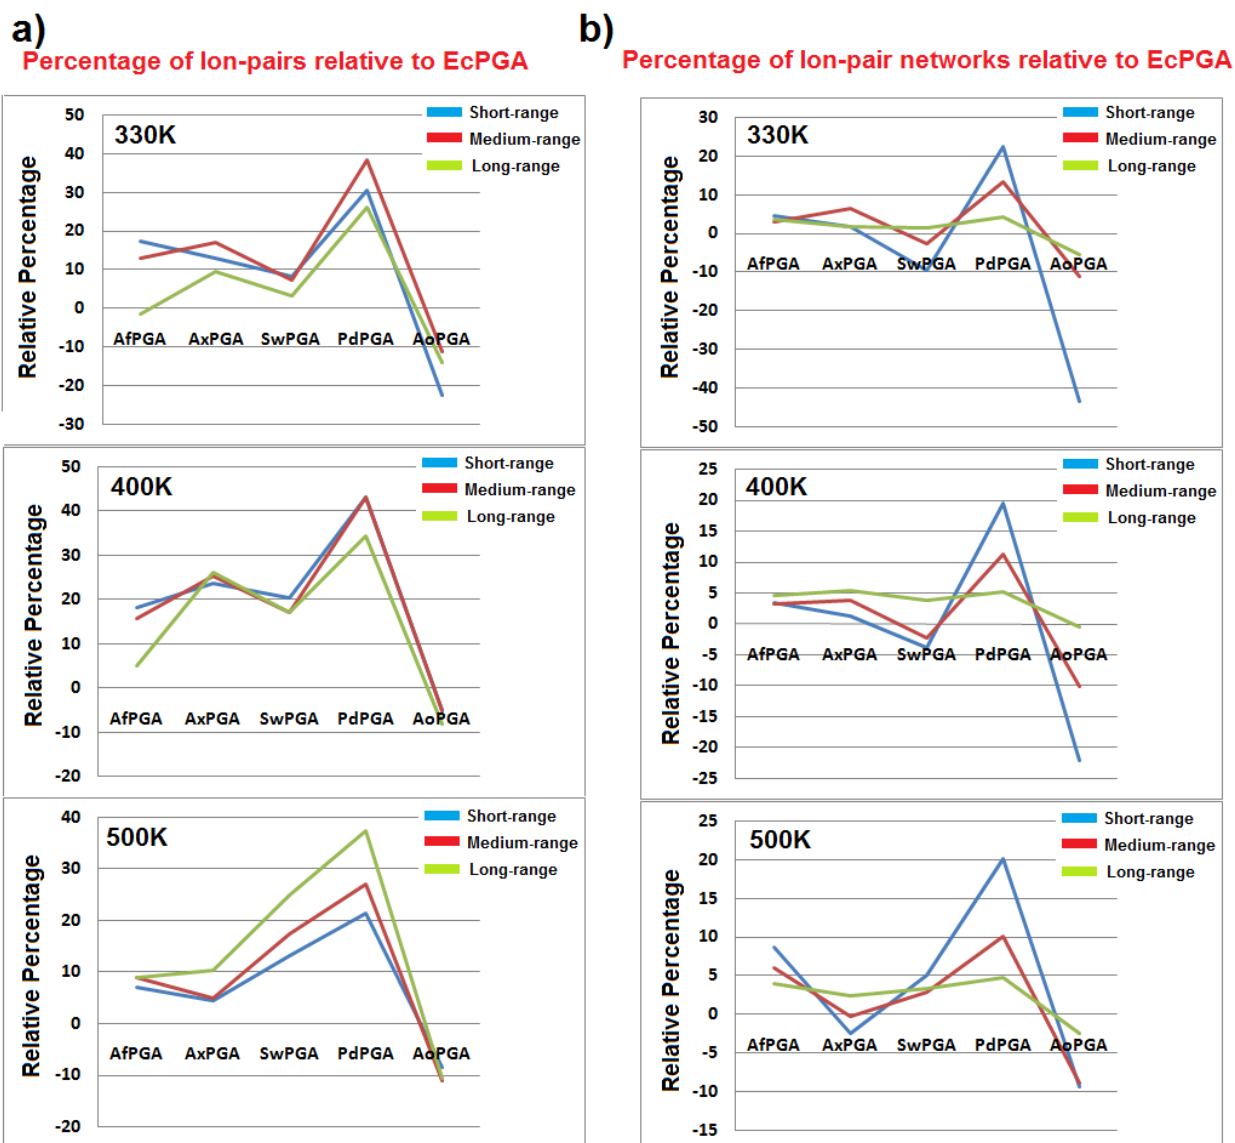 a)
Percentage of Ion-pairs relative to EcPGA
330K
Short-range
Medium-range
Long-range
Relative Percentage
50
40
30
20
10
0
-10
-20
-30
AfPGA AxPGA SwPGA PdPGA AoPGA
400K
Short-range
Medium-range
Long-range
Relative Percentage
50
40
30
20
10
0
-10
-20
AfPGA AxPGA SwPGA PdPGA AoPGA
500K
Short-range
Medium-range
Long-range
Relative Percentage
40
30
20
10
0
-10
-20
AfPGA AxPGA SwPGA PdPGA AoPGA
b)
Percentage of Ion-pair networks relative to EcPGA
330K
Short-range
Medium-range
Long-range
Relative Percentage
30
20
10
0
-10
-20
-30
-40
-50
AfPGA AxPGA SwPGA PdPGA AoPGA
400K
Short-range
Medium-range
Long-range
Relative Percentage
25
20
15
10
5
0
-5
-10
-15
-20
-25
AfPGA AxPGA SwPGA PdPGA AoPGA
500K
Short-range
Medium-range
Long-range
Relative Percentage
25
20
15
10
5
0
-5
-10
-15
AfPGA AxPGA SwPGA PdPGA AoPGA